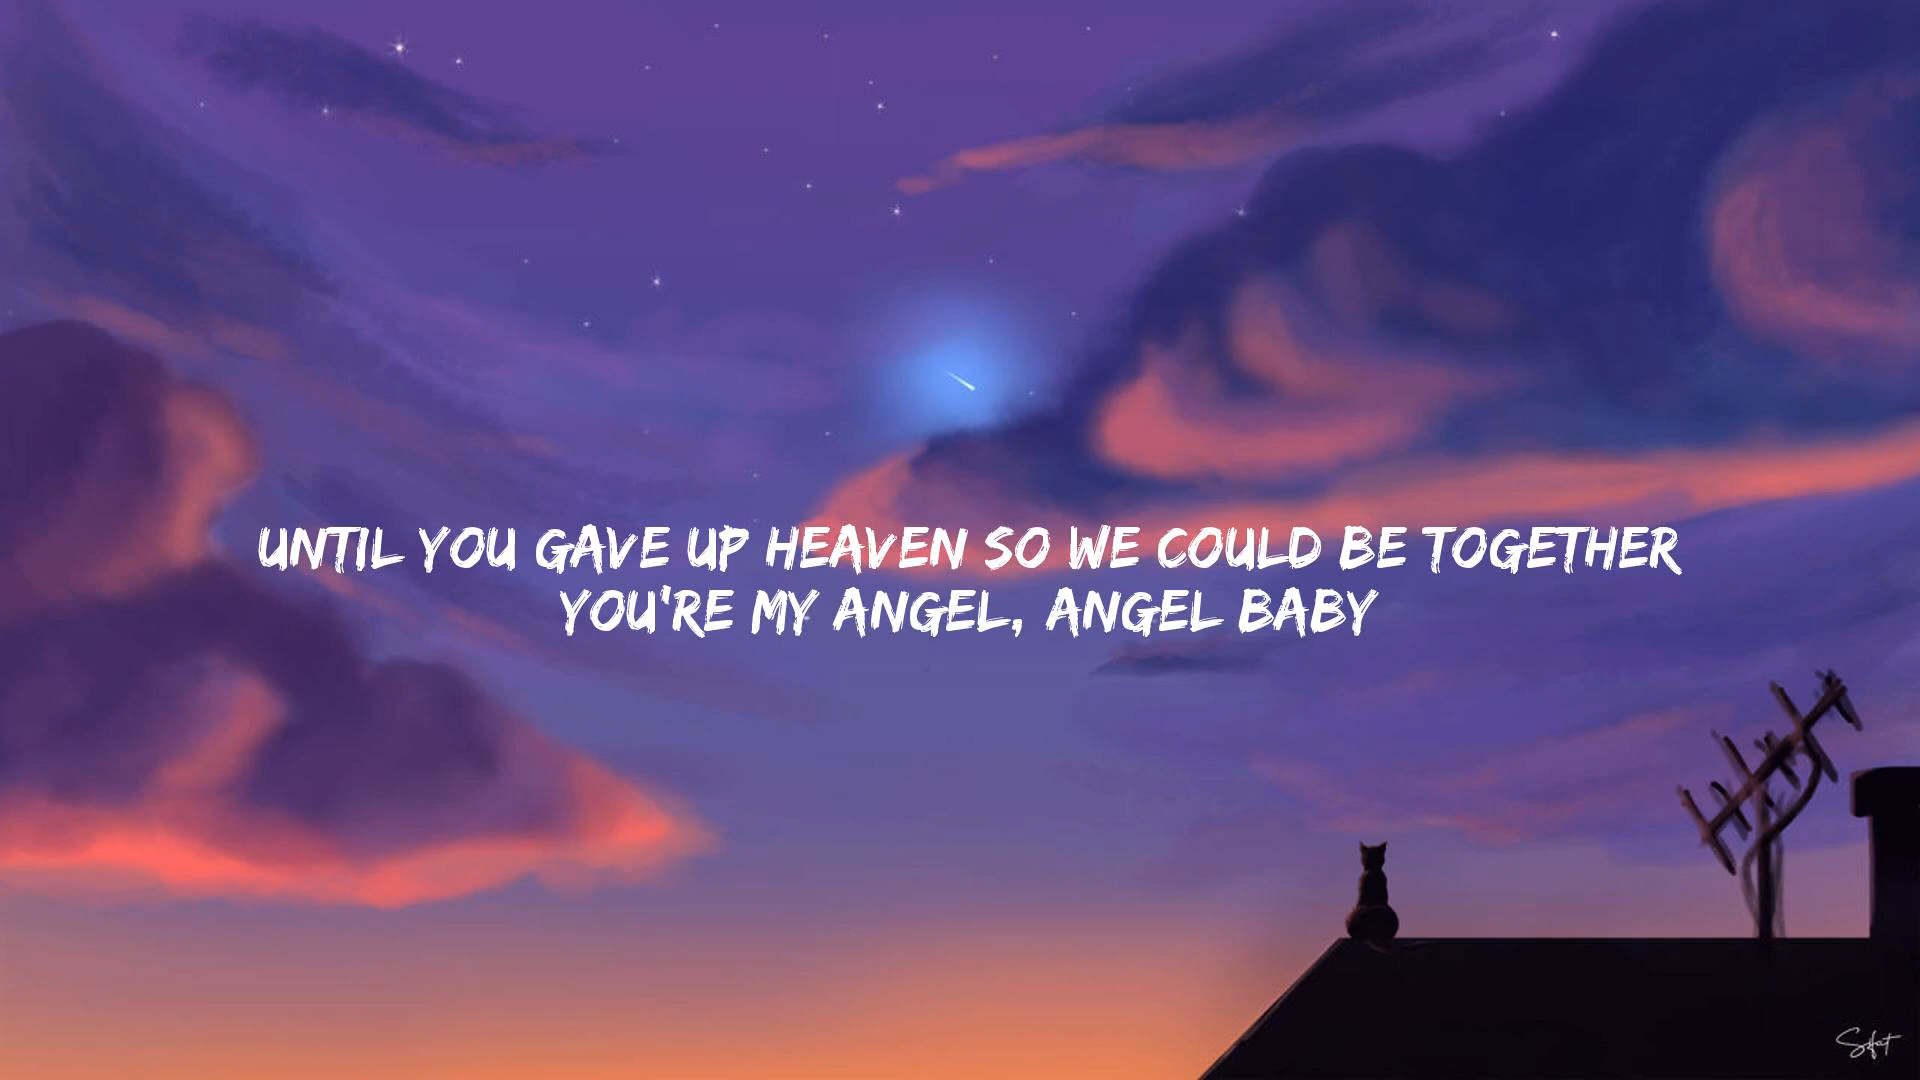 UNTIL YOU GAVE UP HEAVEN SO WE COULD BE TOGETHER
YOU'RE MY ANGEL, ANGEL BABY